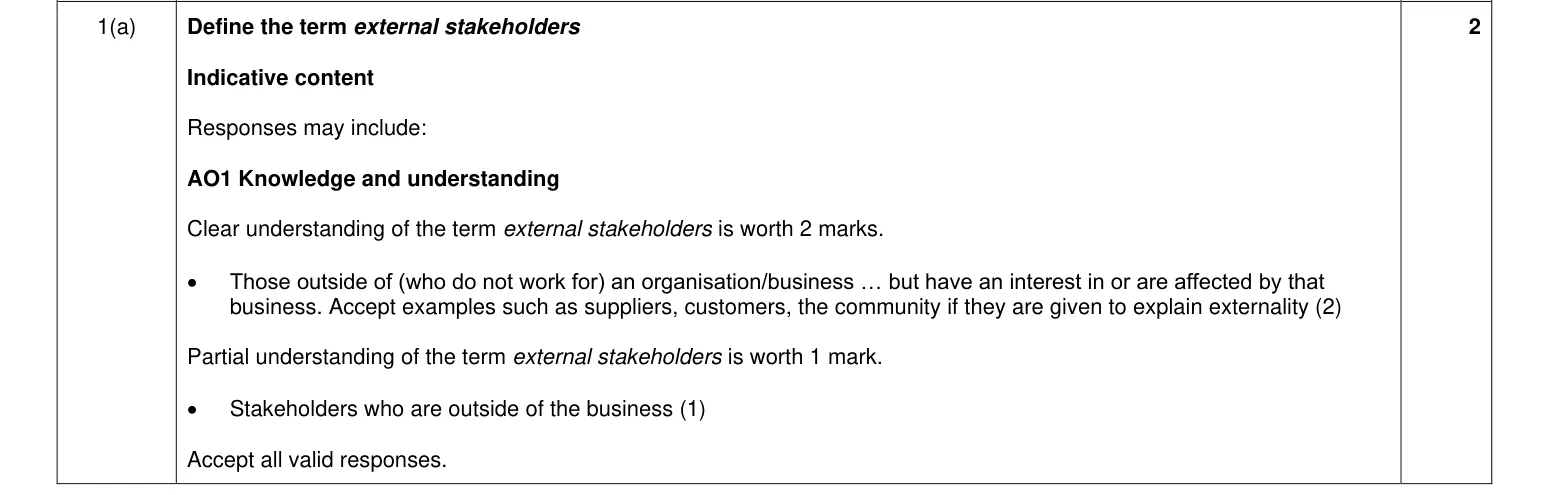 1(a)
Define the term external stakeholders
2
Indicative content
Responses may include:
AO1 Knowledge and understanding
Clear understanding of the term external stakeholders is worth 2 marks.
• Those outside of (who do not work for) an organisation/business … but have an interest in or are affected by that
business. Accept examples such as suppliers, customers, the community if they are given to explain externality (2)
Partial understanding of the term external stakeholders is worth 1 mark.
• Stakeholders who are outside of the business (1)
Accept all valid responses.